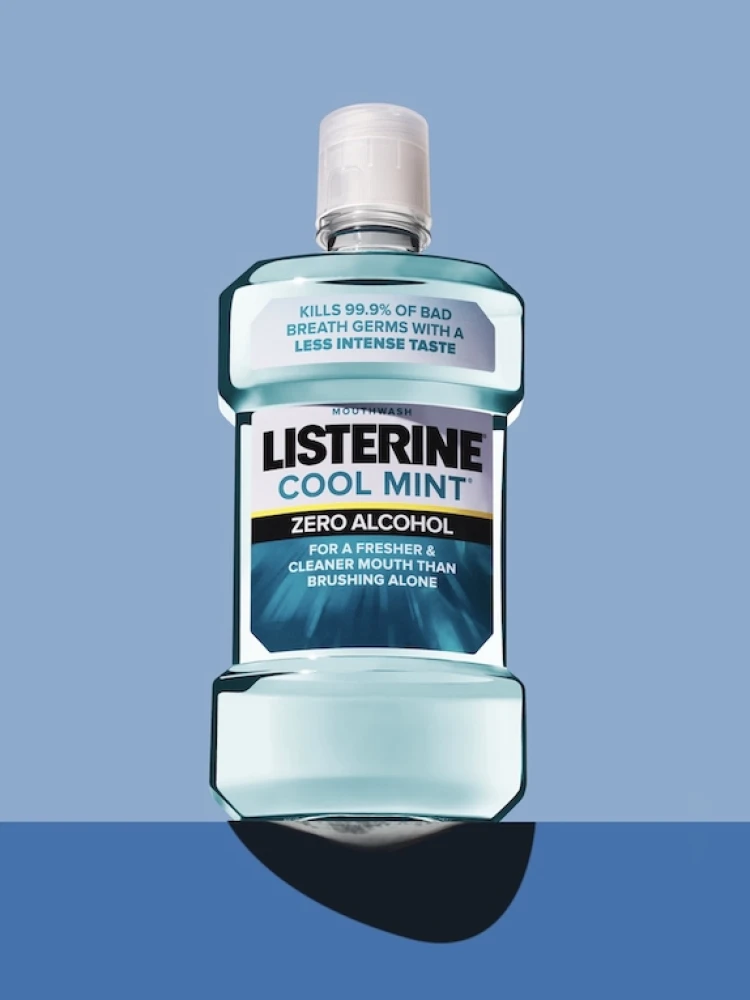 KILLS 99.9% OF BAD
BREATH GERMS WITH A
LESS INTENSE TASTE
MOUTHWASH
LISTERINE®
COOL MINT®
ZERO ALCOHOL
FOR A FRESHER &
CLEANER MOUTH THAN
BRUSHING ALONE